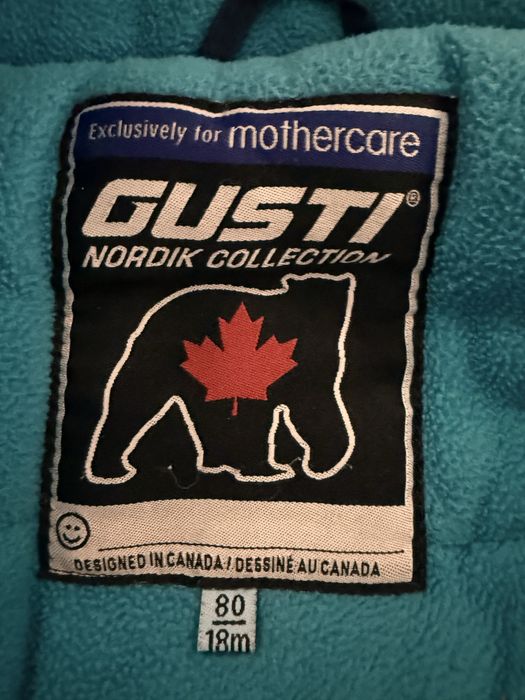 Exclusively for mothercare
GUSTI®
NORDIK COLLECTION
DESIGNED IN CANADA / DESSINÉ AU CANADA
80
18m